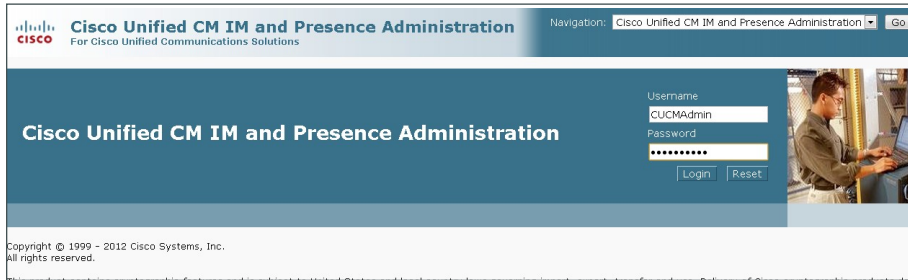 CISCO
Cisco Unified CM IM and Presence Administration
For Cisco Unified Communications Solutions
Navigation: Cisco Unified CM IM and Presence Administration Go
Cisco Unified CM IM and Presence Administration
Username
CUCMAdmin
Password
••••••••••
Login Reset
Copyright © 1999 - 2012 Cisco Systems, Inc.
All rights reserved.